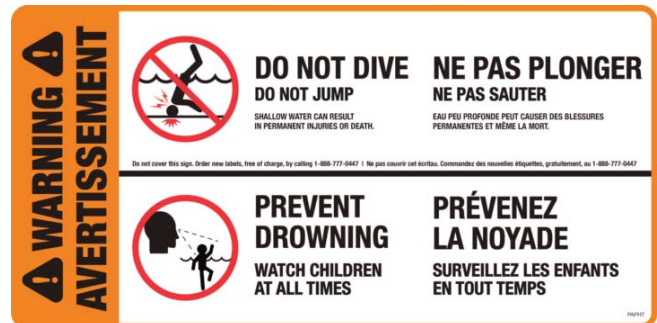 WARNING
AVERTISSEMENT
DO NOT DIVE
DO NOT JUMP
SHALLOW WATER CAN RESULT
IN PERMANENT INJURIES OR DEATH.
NE PAS PLONGER
NE PAS SAUTER
EAU PEU PROFONDE PEUT CAUSER DES BLESSURES
PERMANENTES ET MÊME LA MORT.
Do not cover this sign. Order new labels, free of charge, by calling 1-888-777-0447 | Ne pas couvrir cet écritau. Commandez des nouvelles étiquettes, gratuitement, au 1-888-777-0447
PREVENT
DROWNING
WATCH CHILDREN
AT ALL TIMES
PRÉVENEZ
LA NOYADE
SURVEILLEZ LES ENFANTS
EN TOUT TEMPS